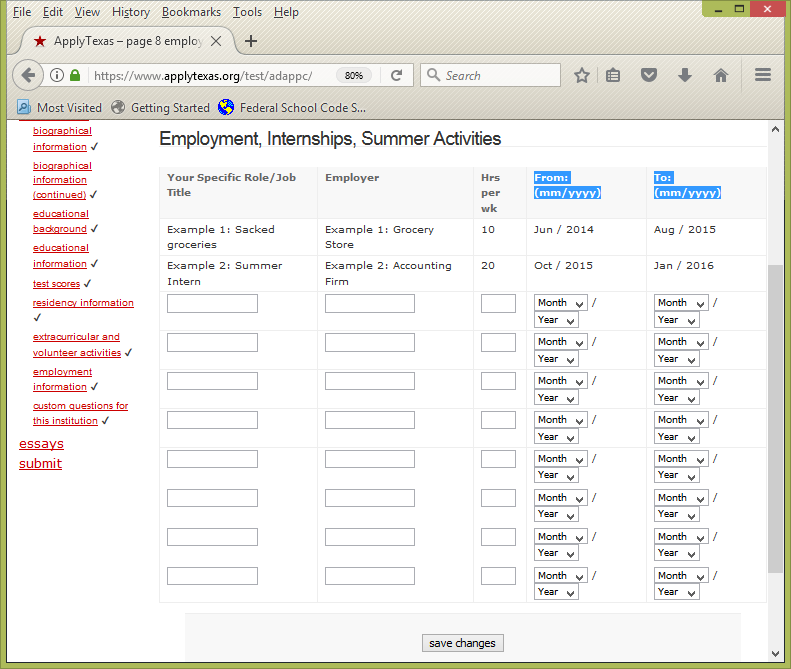 File Edit View History Bookmarks Tools Help
ApplyTexas – page 8 employ
https://www.applytexas.org/test/adappc/ 80% Search
Most Visited Getting Started Federal School Code S...
biographical
information ✓
biographical
information
(continued) ✓
educational
background ✓
educational
information ✓
test scores ✓
residency information
✓
extracurricular and
volunteer activities ✓
employment
information ✓
custom questions for
this institution ✓
essays
submit
Employment, Internships, Summer Activities
Your Specific Role/Job Title Employer Hrs per wk From: (mm/yyyy) To: (mm/yyyy)
Example 1: Sacked groceries Example 1: Grocery Store 10 Jun / 2014 Aug / 2015
Example 2: Summer Intern Example 2: Accounting Firm 20 Oct / 2015 Jan / 2016
Month / Month /
Year Year
Month / Month /
Year Year
Month / Month /
Year Year
Month / Month /
Year Year
Month / Month /
Year Year
Month / Month /
Year Year
Month / Month /
Year Year
Month / Month /
Year Year
save changes